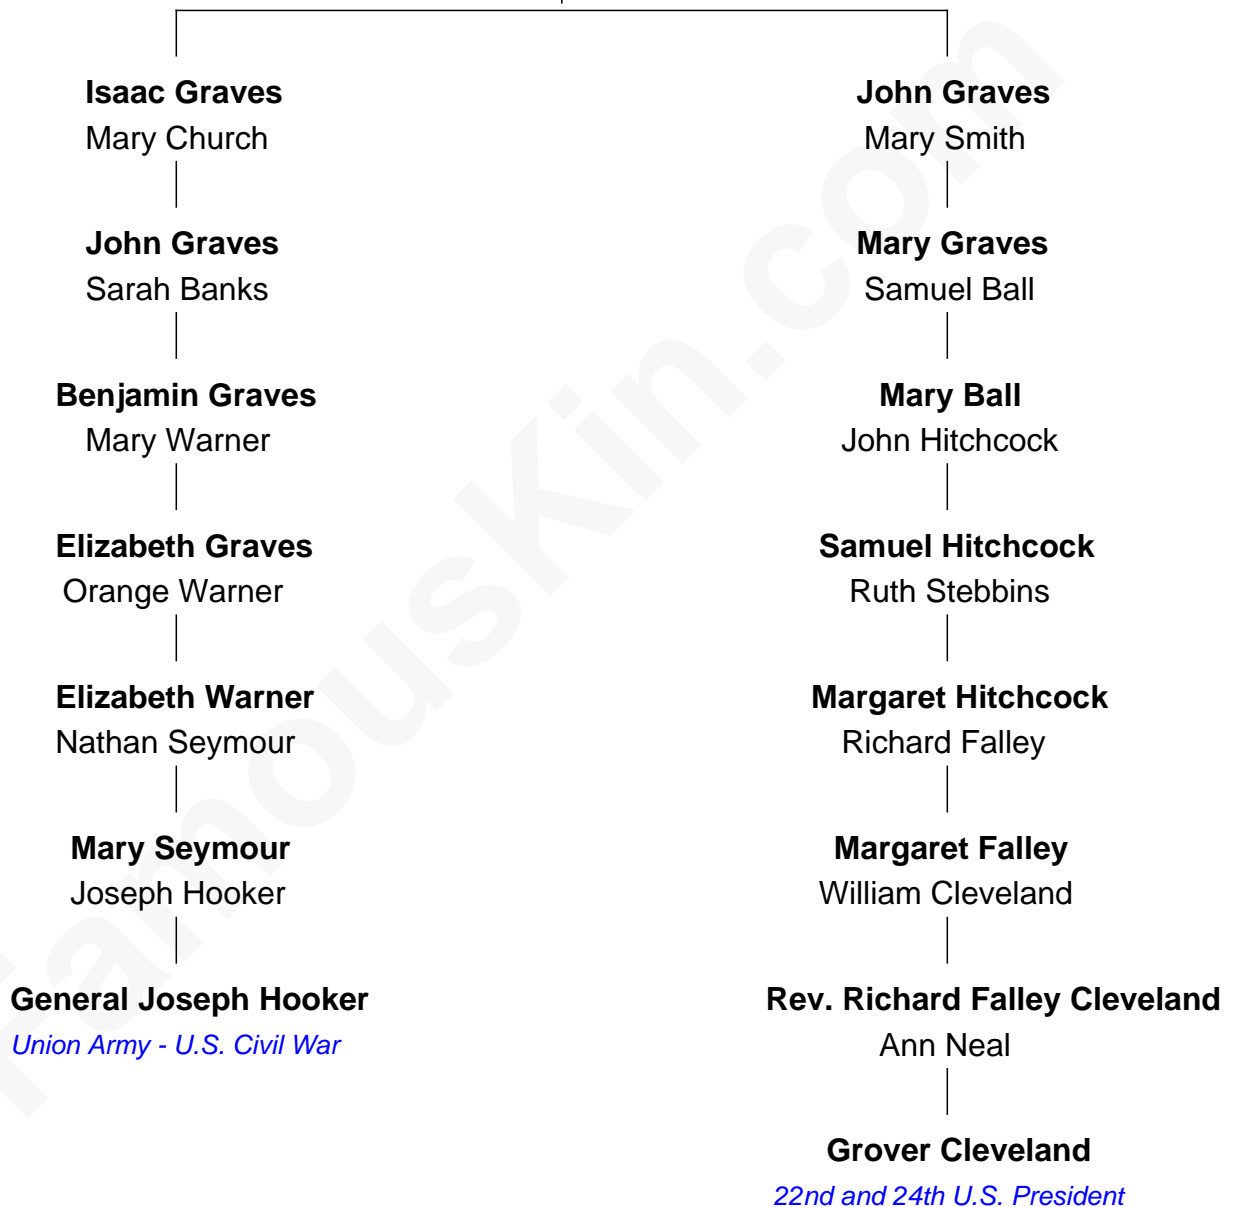 Isaac Graves
Mary Church
John Graves
Sarah Banks
Benjamin Graves
Mary Warner
Elizabeth Graves
Orange Warner
Elizabeth Warner
Nathan Seymour
Mary Seymour
Joseph Hooker
General Joseph Hooker
Union Army - U.S. Civil War
John Graves
Mary Smith
Mary Graves
Samuel Ball
Mary Ball
John Hitchcock
Samuel Hitchcock
Ruth Stebbins
Margaret Hitchcock
Richard Falley
Margaret Falley
William Cleveland
Rev. Richard Falley Cleveland
Ann Neal
Grover Cleveland
22nd and 24th U.S. President
FamousKin.com